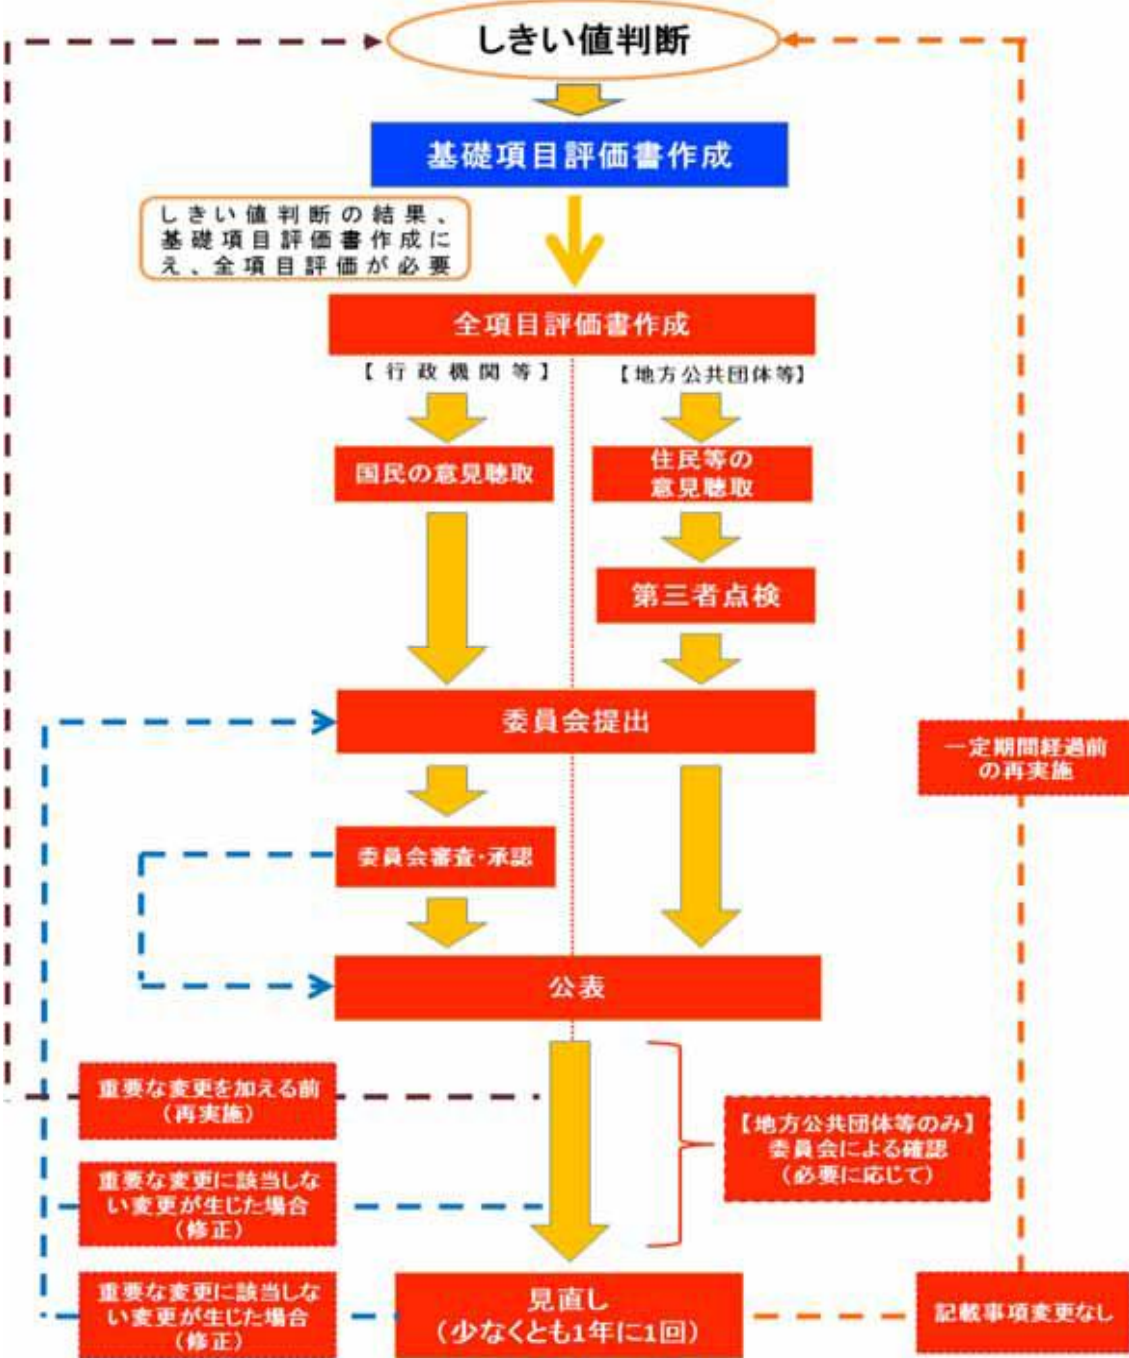 しきい値判断
基礎項目評価書作成
しきい値判断の結果、
基礎項目評価書作成に
え、全項目評価が必要
全項目評価書作成
【行政機関等】
【地方公共団体等】
国民の意見聴取
住民等の
意見聴取
第三者点検
委員会提出
一定期間経過前
の再実施
委員会審査・承認
公表
重要な変更を加える前
（再実施）
【地方公共団体等のみ】
委員会による確認
（必要に応じて）
重要な変更に該当しな
い変更が生じた場合
（修正）
重要な変更に該当しな
い変更が生じた場合
（修正）
見直し
（少なくとも1年に1回）
記載事項変更なし